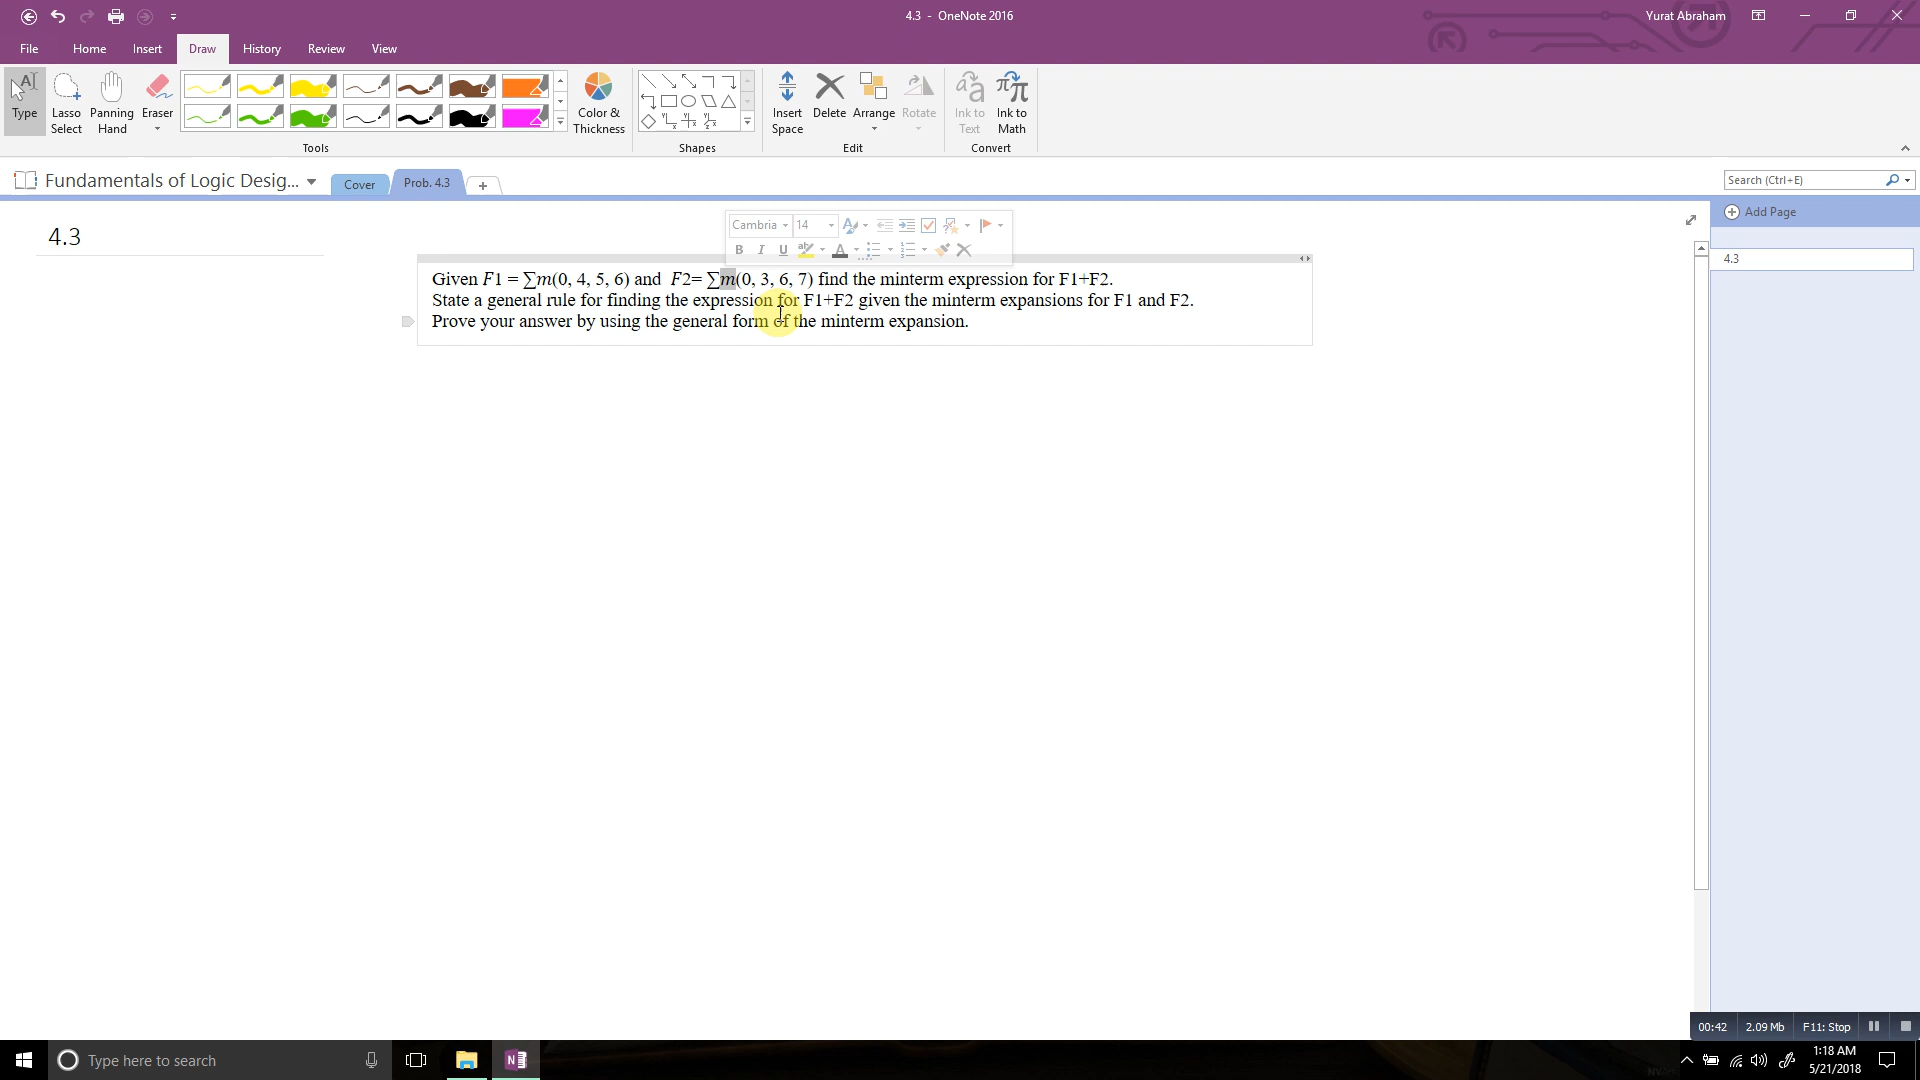 4.3 - OneNote 2016
Yurat Abraham
File Home Insert Draw History Review View
Type
Lasso Select
Panning Hand
Eraser
Color & Thickness
Insert Space
Delete
Arrange
Rotate
Ink to Text
Ink to Math
Tools
Shapes
Edit
Convert
Fundamentals of Logic Desig...
Cover
Prob. 4.3
Search (Ctrl+E)
Add Page
4.3
4.3
Cambria 14
B I U ab A
Given F1 = ∑m(0, 4, 5, 6) and F2= ∑m(0, 3, 6, 7) find the minterm expression for F1+F2.
State a general rule for finding the expression for F1+F2 given the minterm expansions for F1 and F2.
Prove your answer by using the general form of the minterm expansion.
00:42 2.09 Mb F11: Stop
Type here to search
1:18 AM
5/21/2018